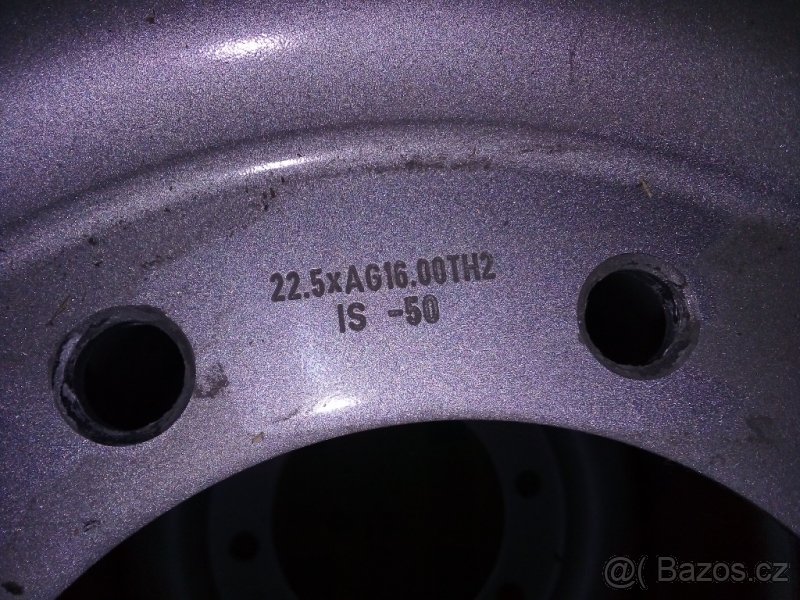 22.5xAG16.00TH2
IS -50
@( Bazos.cz